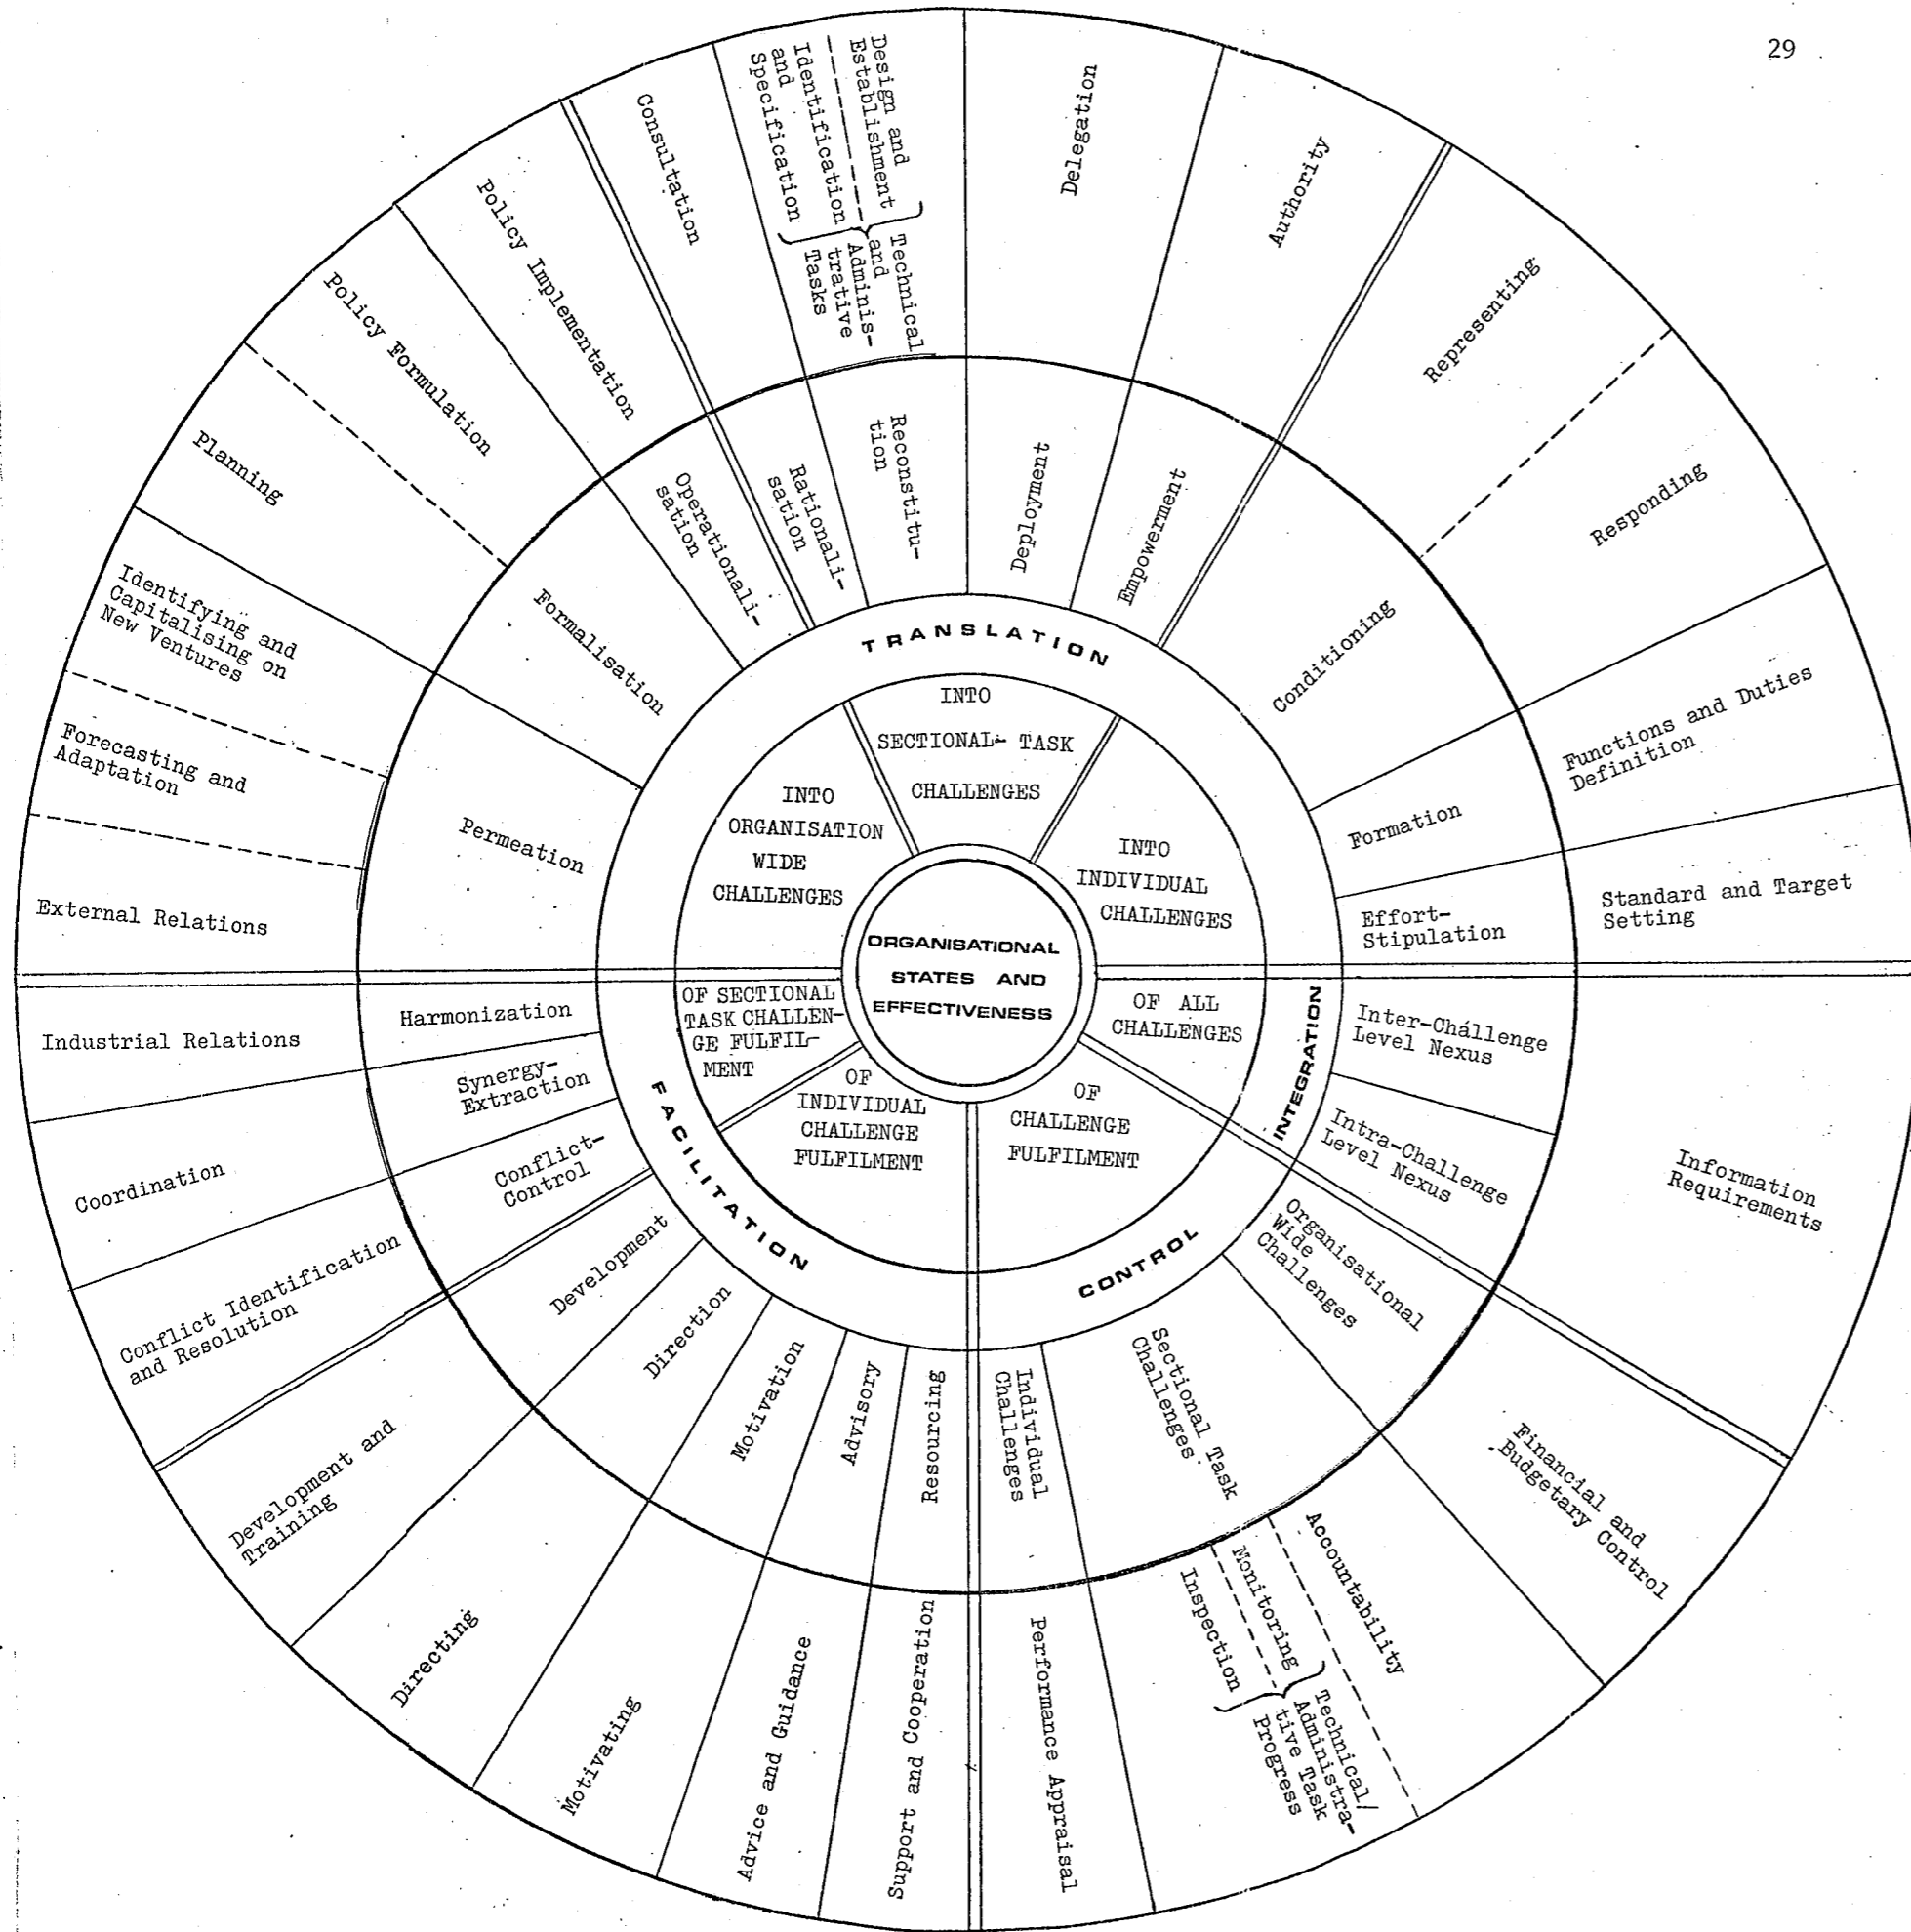 29
ORGANISATIONAL
STATES AND
EFFECTIVENESS
TRANSLATION
INTO
SECTIONAL- TASK
CHALLENGES
INTO
INDIVIDUAL
CHALLENGES
INTO
ORGANISATION
WIDE
CHALLENGES
INTEGRATION
OF ALL
CHALLENGES
CONTROL
OF
CHALLENGE
FULFILMENT
FACILITATION
OF
INDIVIDUAL
CHALLENGE
FULFILMENT
OF SECTIONAL
TASK CHALLEN-
GE FULFIL-
MENT
Permeation
Formalisation
Operationali-
sation
Rationali-
sation
Reconstitu-
tion
Deployment
Empowerment
Conditioning
Formation
Effort-
Stipulation
Inter-Challenge
Level Nexus
Intra-Challenge
Level Nexus
Organisational
Wide
Challenges
Sectional Task
Challenges
Individual
Challenges
Resourcing
Advisory
Motivation
Direction
Development
Conflict-
Control
Synergy-
Extraction
Harmonization
External Relations
Forecasting and
Adaptation
Identifying and
Capitalising on
New Ventures
Planning
Policy Formulation
Policy Implementation
Consultation
Design and
Establishment
Identification
and
Specification
Technical
and
Adminis-
trative
Tasks
Delegation
Authority
Representing
Responding
Functions and Duties
Definition
Standard and Target
Setting
Information
Requirements
Financial and
Budgetary Control
Accountability
Monitoring
Inspection
Technical/
Administra-
tive Task
Progress
Performance Appraisal
Support and Cooperation
Advice and Guidance
Motivating
Directing
Development and
Training
Conflict Identification
and Resolution
Coordination
Industrial Relations